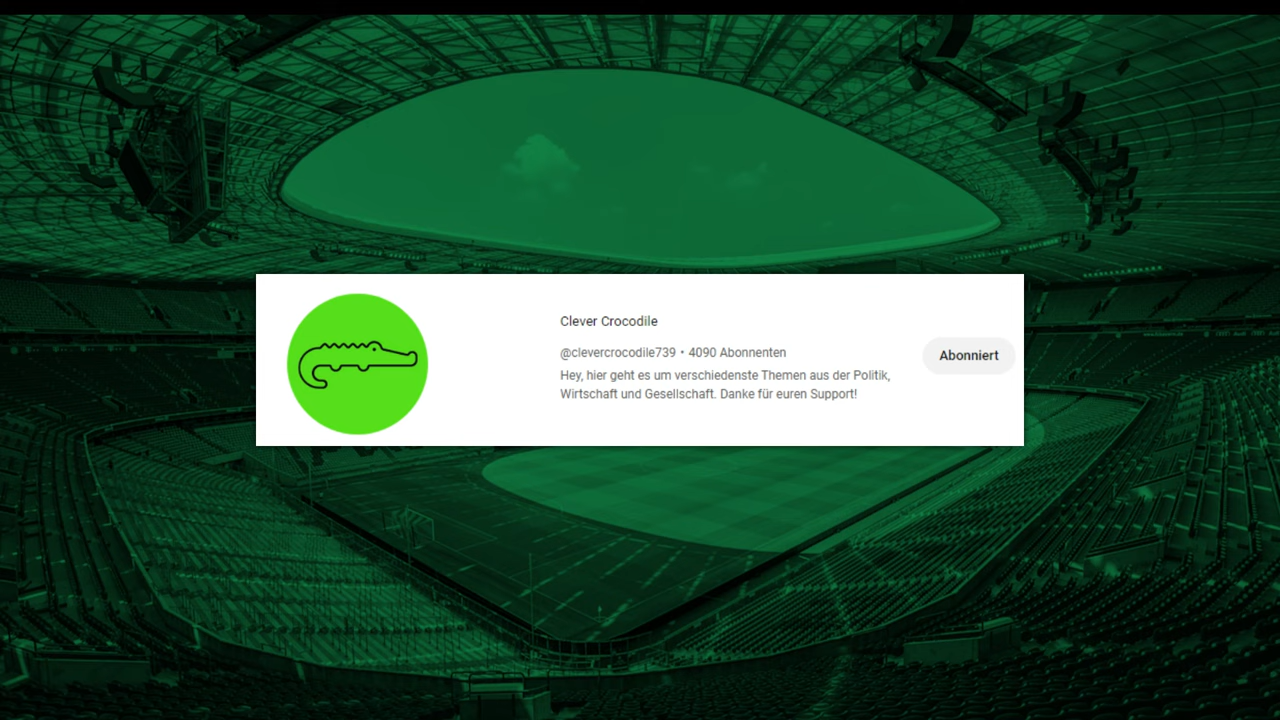 Clever Crocodile
@clevercrocodile739 • 4090 Abonnenten
Abonniert
Hey, hier geht es um verschiedenste Themen aus der Politik,
Wirtschaft und Gesellschaft. Danke für euren Support!